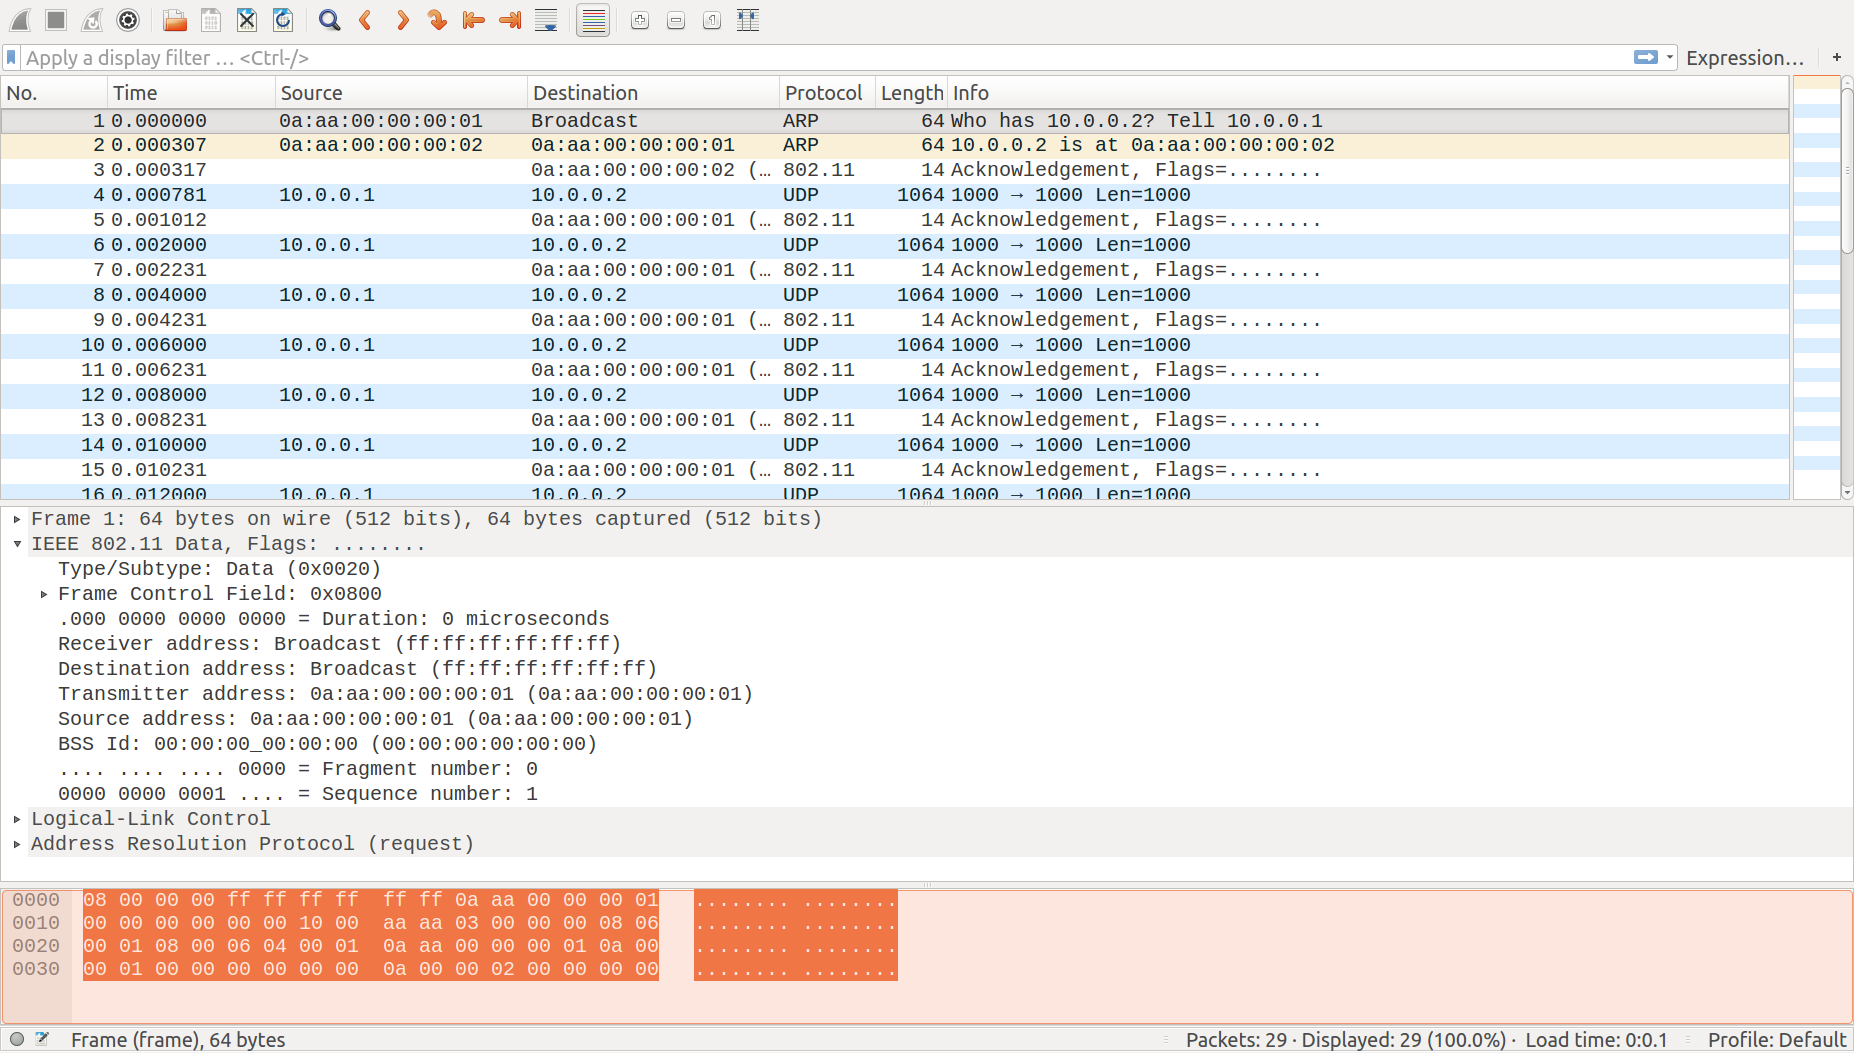 Apply a display filter … <Ctrl-/> Expression… +
No. Time Source Destination Protocol Length Info
1 0.000000 0a:aa:00:00:00:01 Broadcast ARP 64 Who has 10.0.0.2? Tell 10.0.0.1
2 0.000307 0a:aa:00:00:00:02 0a:aa:00:00:00:01 ARP 64 10.0.0.2 is at 0a:aa:00:00:00:02
3 0.000317 0a:aa:00:00:00:02 (… 802.11 14 Acknowledgement, Flags=........
4 0.000781 10.0.0.1 10.0.0.2 UDP 1064 1000 → 1000 Len=1000
5 0.001012 0a:aa:00:00:00:01 (… 802.11 14 Acknowledgement, Flags=........
6 0.002000 10.0.0.1 10.0.0.2 UDP 1064 1000 → 1000 Len=1000
7 0.002231 0a:aa:00:00:00:01 (… 802.11 14 Acknowledgement, Flags=........
8 0.004000 10.0.0.1 10.0.0.2 UDP 1064 1000 → 1000 Len=1000
9 0.004231 0a:aa:00:00:00:01 (… 802.11 14 Acknowledgement, Flags=........
10 0.006000 10.0.0.1 10.0.0.2 UDP 1064 1000 → 1000 Len=1000
11 0.006231 0a:aa:00:00:00:01 (… 802.11 14 Acknowledgement, Flags=........
12 0.008000 10.0.0.1 10.0.0.2 UDP 1064 1000 → 1000 Len=1000
13 0.008231 0a:aa:00:00:00:01 (… 802.11 14 Acknowledgement, Flags=........
14 0.010000 10.0.0.1 10.0.0.2 UDP 1064 1000 → 1000 Len=1000
15 0.010231 0a:aa:00:00:00:01 (… 802.11 14 Acknowledgement, Flags=........
16 0.012000 10.0.0.1 10.0.0.2 UDP 1064 1000 → 1000 Len=1000
Frame 1: 64 bytes on wire (512 bits), 64 bytes captured (512 bits)
IEEE 802.11 Data, Flags: ........
Type/Subtype: Data (0x0020)
Frame Control Field: 0x0800
.000 0000 0000 0000 = Duration: 0 microseconds
Receiver address: Broadcast (ff:ff:ff:ff:ff:ff)
Destination address: Broadcast (ff:ff:ff:ff:ff:ff)
Transmitter address: 0a:aa:00:00:00:01 (0a:aa:00:00:00:01)
Source address: 0a:aa:00:00:00:01 (0a:aa:00:00:00:01)
BSS Id: 00:00:00_00:00:00 (00:00:00:00:00:00)
.... .... .... 0000 = Fragment number: 0
0000 0000 0001 .... = Sequence number: 1
Logical-Link Control
Address Resolution Protocol (request)
0000 08 00 00 00 ff ff ff ff ff ff 0a aa 00 00 00 01 ........ ........
0010 00 00 00 00 00 00 10 00 aa aa 03 00 00 00 08 06 ........ ........
0020 00 01 08 00 06 04 00 01 0a aa 00 00 00 01 0a 00 ........ ........
0030 00 01 00 00 00 00 00 00 0a 00 00 02 00 00 00 00 ........ ........
Frame (frame), 64 bytes Packets: 29 · Displayed: 29 (100.0%) · Load time: 0:0.1 Profile: Default